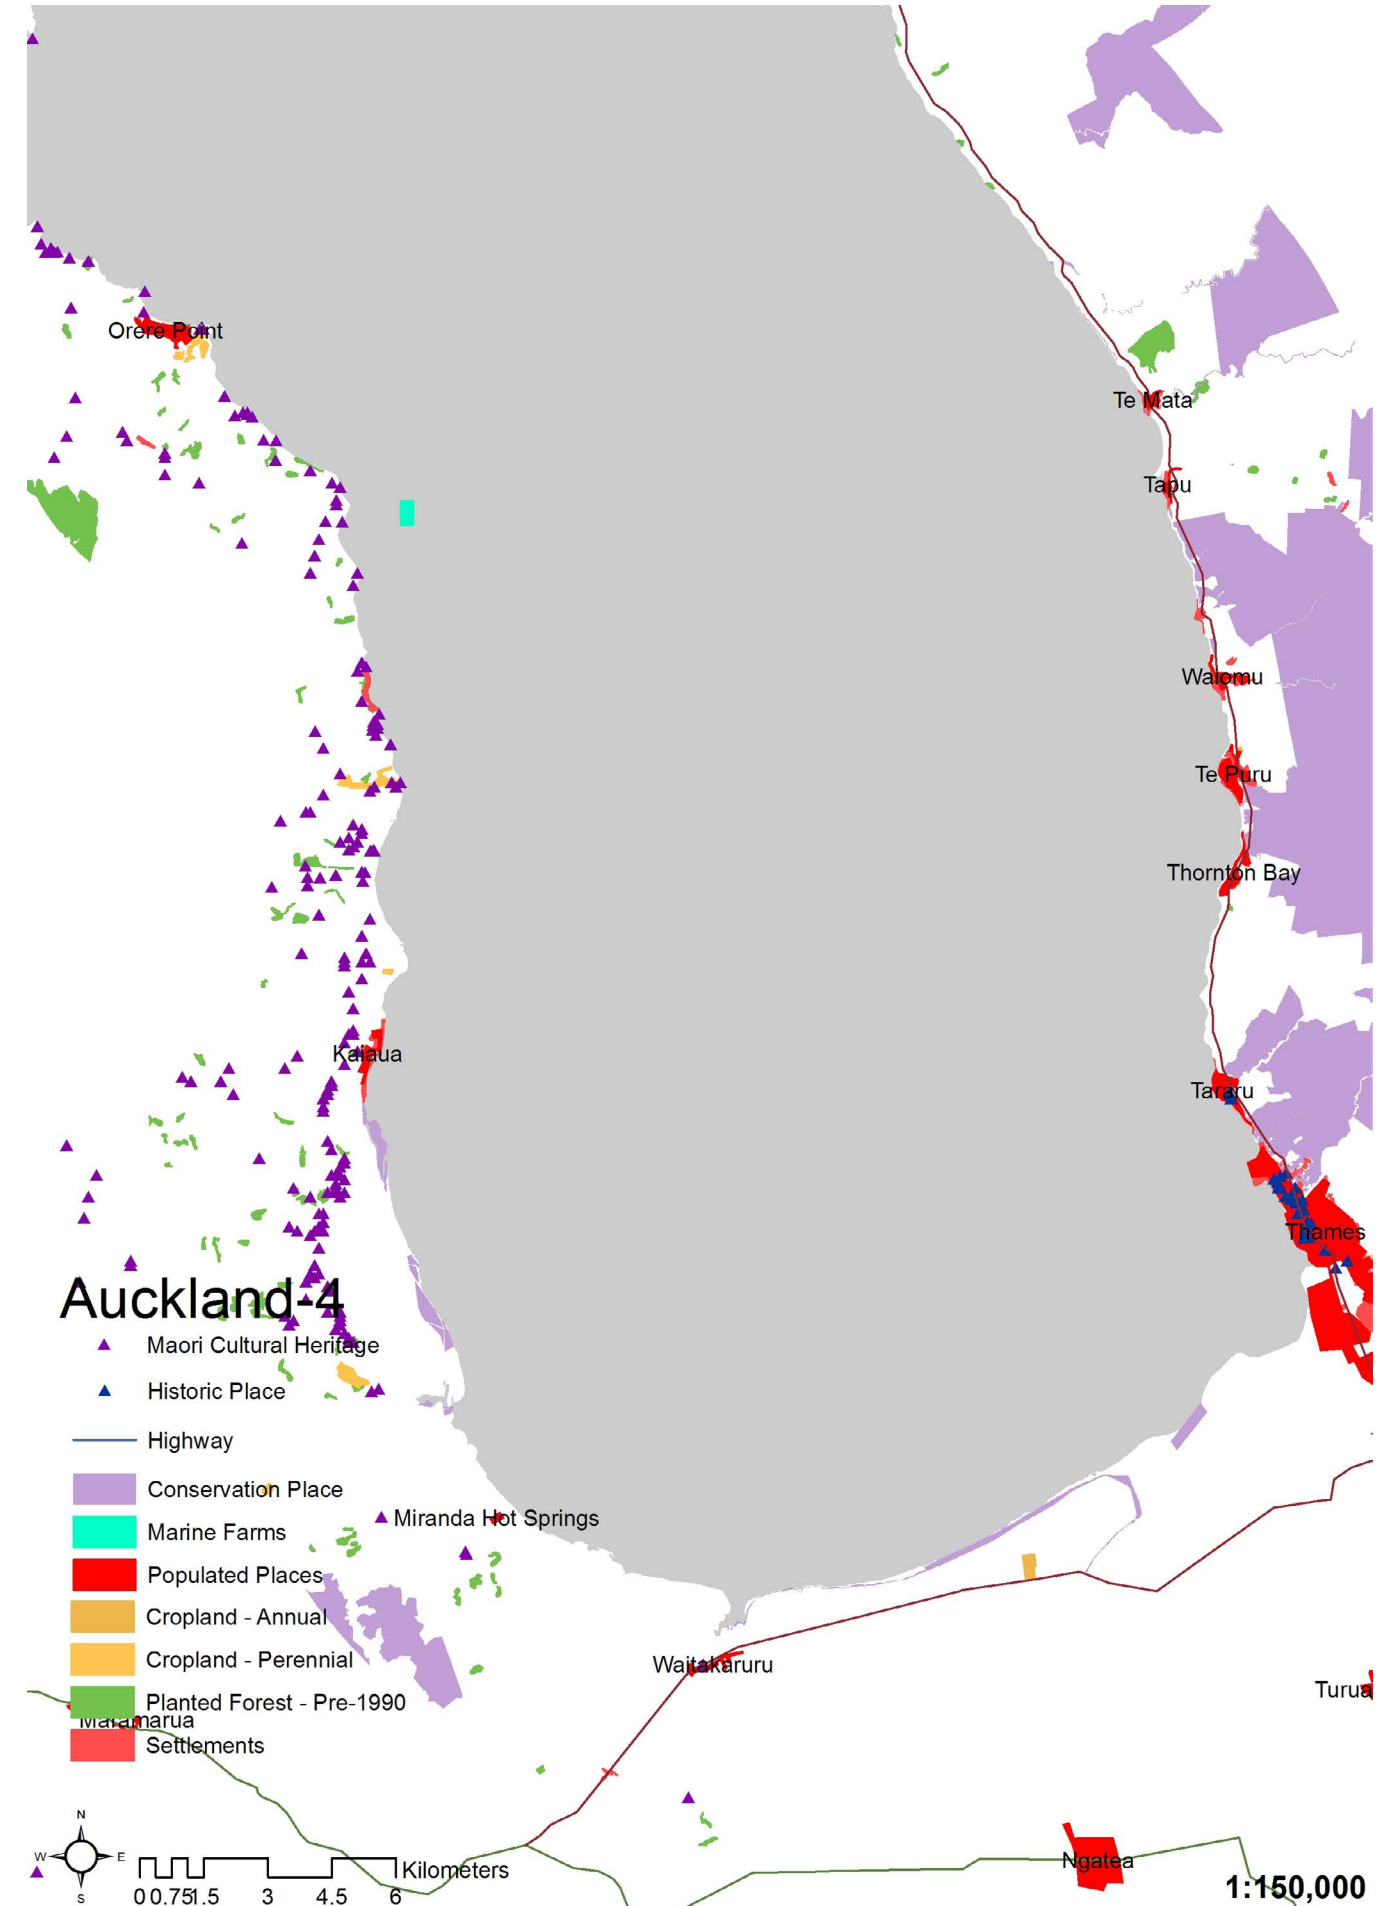 Orere Point
Te Mata
Tapu
Waiomu
Te Puru
Thornton Bay
Kaiaua
Tararu
Thames
Auckland-4
Maori Cultural Heritage
Historic Place
Highway
Conservation Place
Miranda Hot Springs
Marine Farms
Populated Places
Cropland - Annual
Cropland - Perennial
Waitakaruru
Turua
Planted Forest - Pre-1990
Matamarua
Settlements
N
W E
S
Kilometers
0 0.75 1.5 3 4.5 6
Ngatea
1:150,000